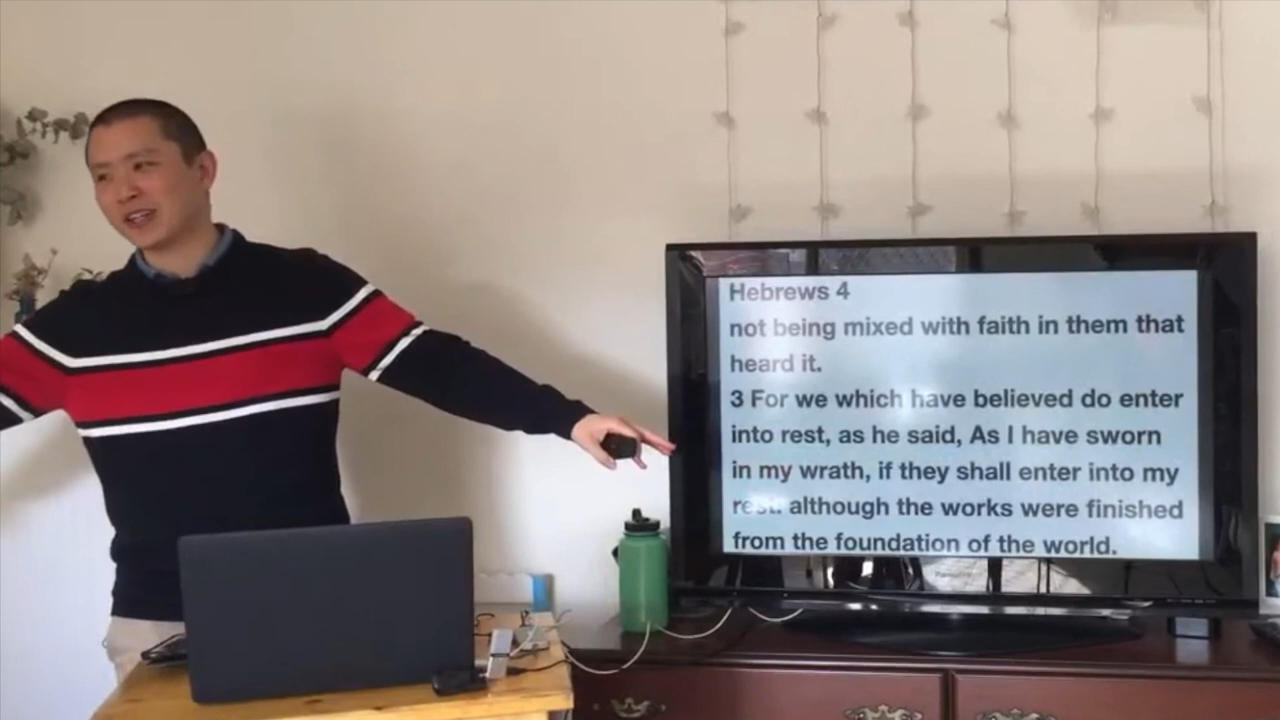 Hebrews 4
not being mixed with faith in them that
heard it.
3 For we which have believed do enter
into rest, as he said, As I have sworn
in my wrath, if they shall enter into my
rest: although the works were finished
from the foundation of the world.